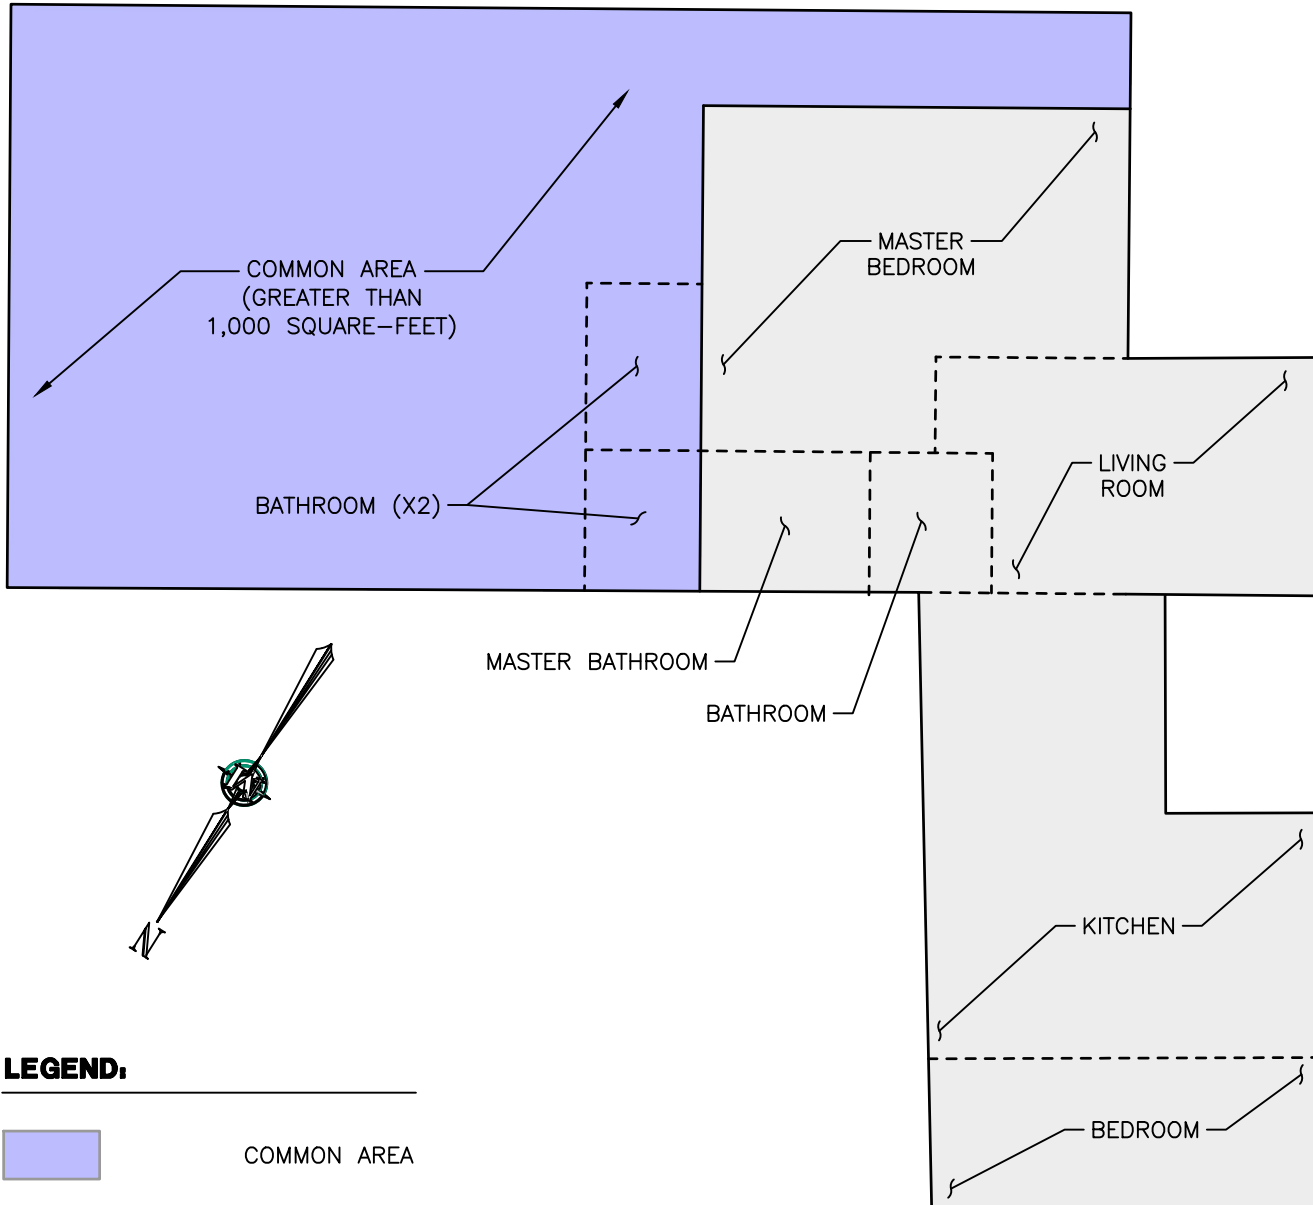 COMMON AREA
(GREATER THAN
1,000 SQUARE-FEET)
MASTER
BEDROOM
LIVING
ROOM
BATHROOM (X2)
MASTER BATHROOM
BATHROOM
N
KITCHEN
BEDROOM
LEGEND:
COMMON AREA